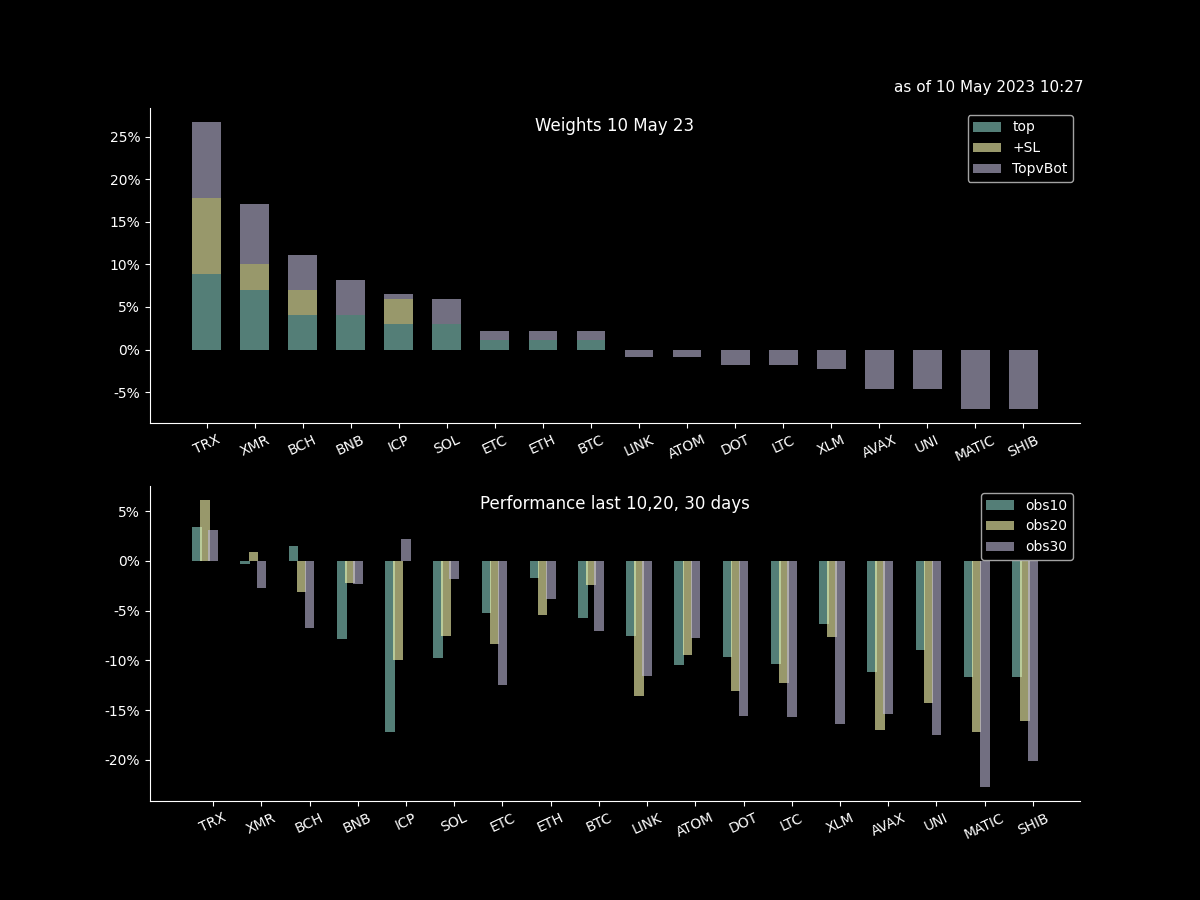 as of 10 May 2023 10:27
Weights 10 May 23
top
+SL
TopvBot
25%
20%
15%
10%
5%
0%
-5%
TRX XMR BCH BNB ICP SOL ETC ETH BTC LINK ATOM DOT LTC XLM AVAX UNI MATIC SHIB
Performance last 10,20, 30 days
obs10
obs20
obs30
5%
0%
-5%
-10%
-15%
-20%
TRX XMR BCH BNB ICP SOL ETC ETH BTC LINK ATOM DOT LTC XLM AVAX UNI MATIC SHIB